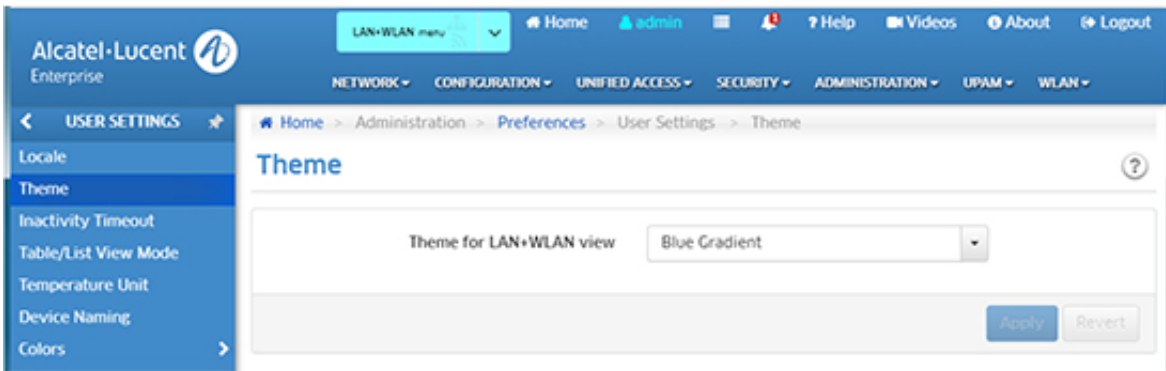 Alcatel·Lucent
Enterprise
LAN+WLAN menu
Home admin ? Help Videos About Logout
NETWORK CONFIGURATION UNIFIED ACCESS SECURITY ADMINISTRATION UPAM WLAN
USER SETTINGS
Home > Administration > Preferences > User Settings > Theme
Locale
Theme
Inactivity Timeout
Table/List View Mode
Temperature Unit
Device Naming
Colors
Theme
?
Theme for LAN+WLAN view Blue Gradient
Apply Revert